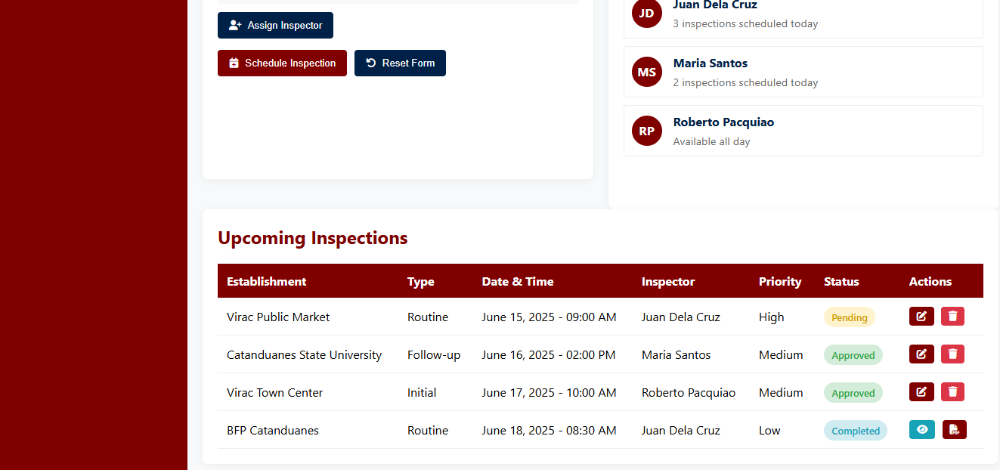 Assign Inspector
Schedule Inspection Reset Form
JD Juan Dela Cruz
3 inspections scheduled today
MS Maria Santos
2 inspections scheduled today
RP Roberto Pacquiao
Available all day
Upcoming Inspections
Establishment Type Date & Time Inspector Priority Status Actions
Virac Public Market Routine June 15, 2025 - 09:00 AM Juan Dela Cruz High Pending
Catanduanes State University Follow-up June 16, 2025 - 02:00 PM Maria Santos Medium Approved
Virac Town Center Initial June 17, 2025 - 10:00 AM Roberto Pacquiao Medium Approved
BFP Catanduanes Routine June 18, 2025 - 08:30 AM Juan Dela Cruz Low Completed